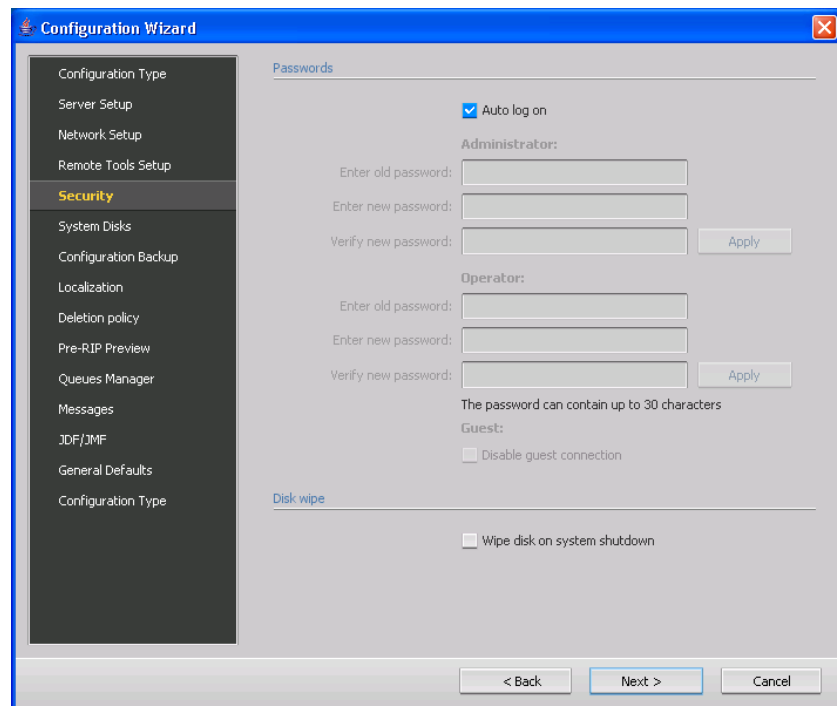 Configuration Wizard
Configuration Type
Server Setup
Network Setup
Remote Tools Setup
Security
System Disks
Configuration Backup
Localization
Deletion policy
Pre-RIP Preview
Queues Manager
Messages
JDF/JMF
General Defaults
Configuration Type
Passwords
Auto log on
Administrator:
Enter old password:
Enter new password:
Verify new password:
Apply
Operator:
Enter old password:
Enter new password:
Verify new password:
Apply
The password can contain up to 30 characters
Guest:
Disable guest connection
Disk wipe
Wipe disk on system shutdown
< Back
Next >
Cancel